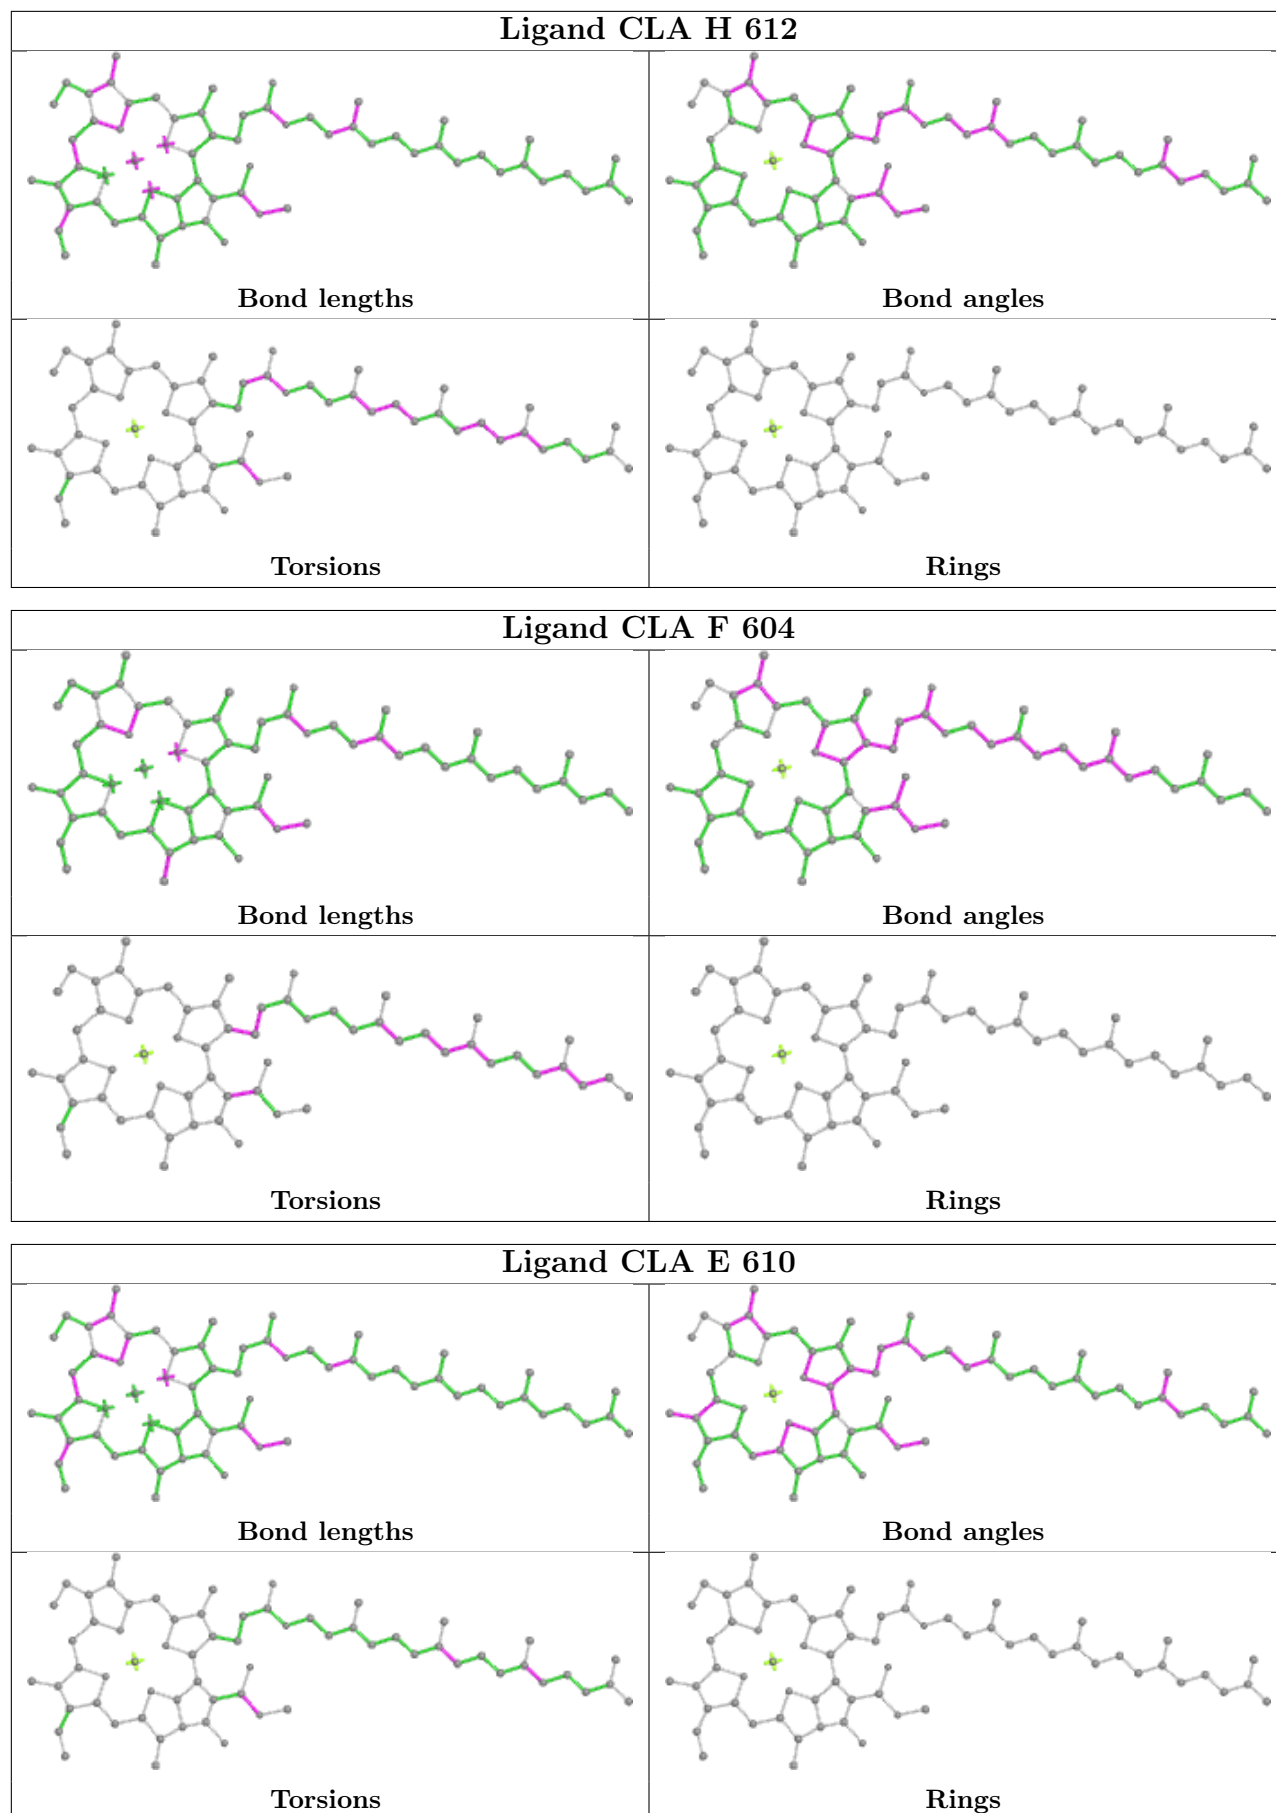 Ligand CLA H 612
Bond lengths
Bond angles
Torsions
Rings
Ligand CLA F 604
Bond lengths
Bond angles
Torsions
Rings
Ligand CLA E 610
Bond lengths
Bond angles
Torsions
Rings